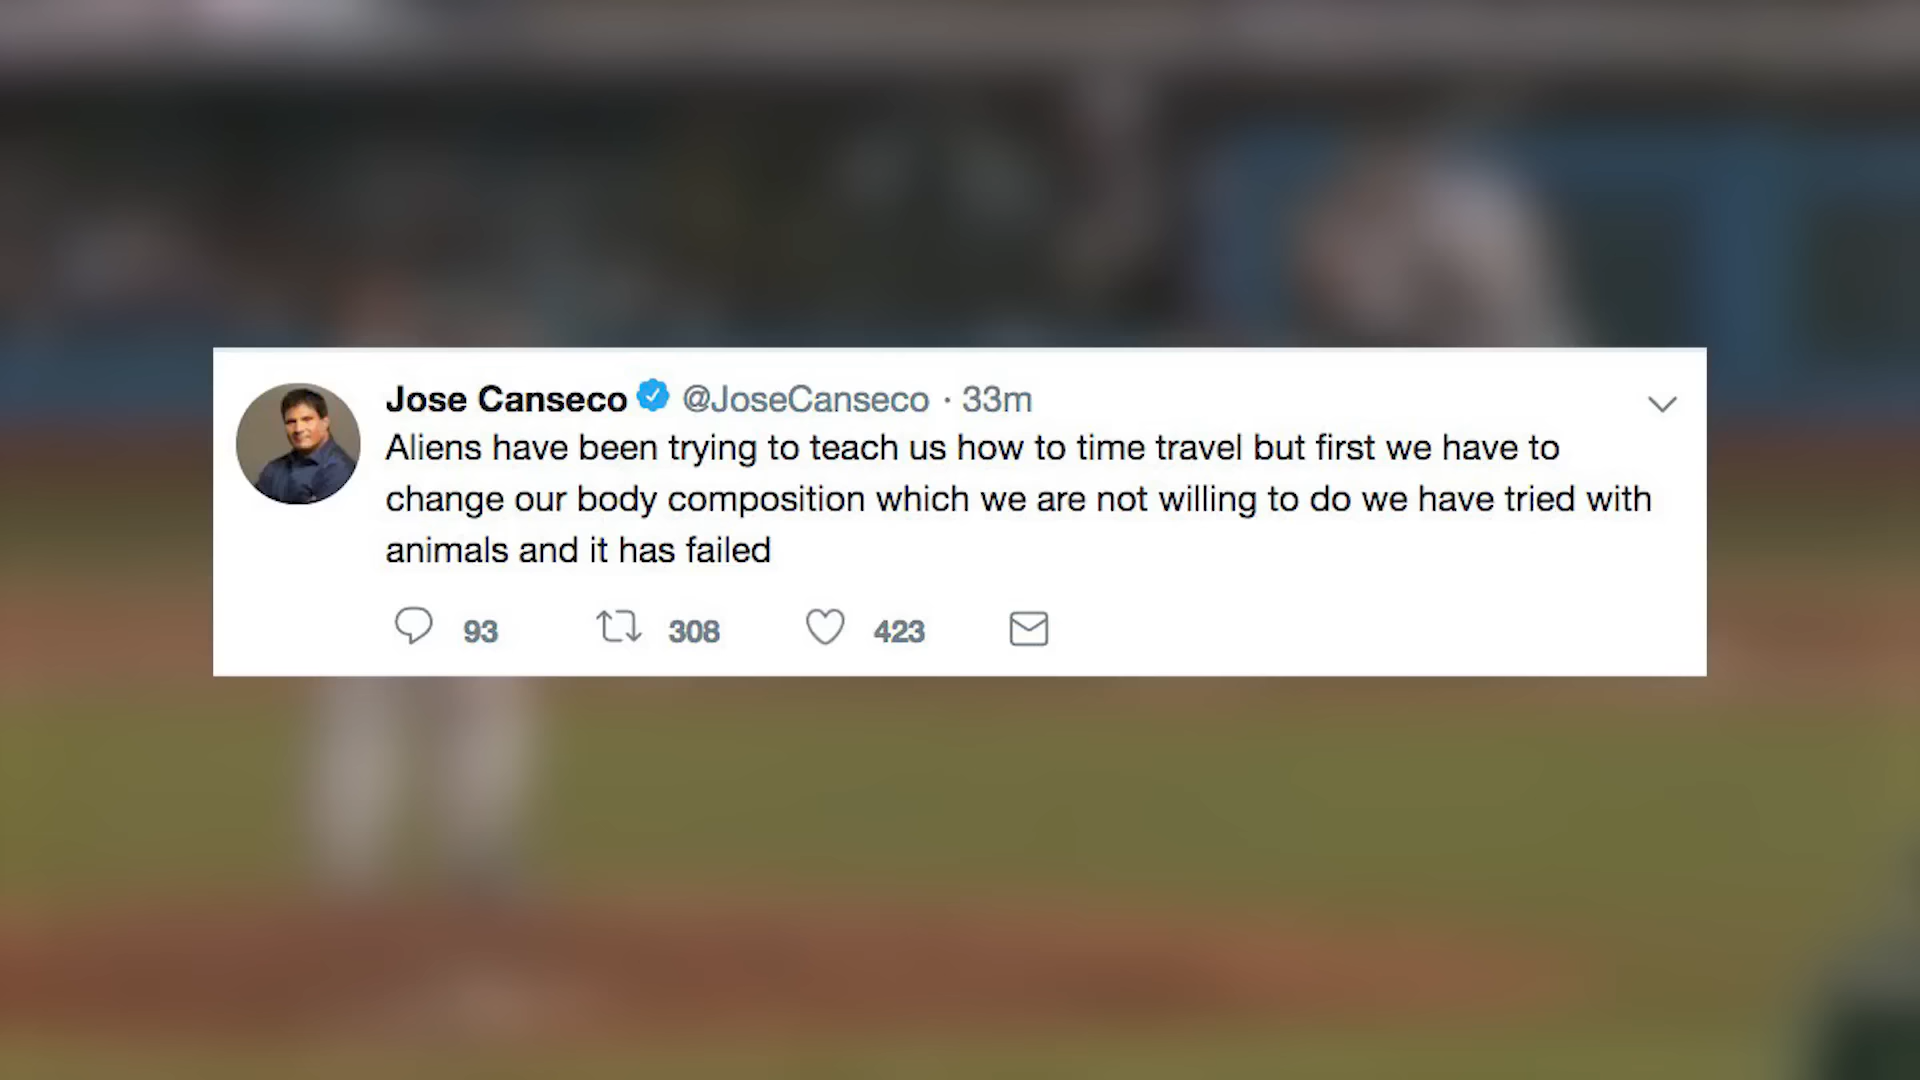 Jose Canseco @JoseCanseco · 33m
Aliens have been trying to teach us how to time travel but first we have to
change our body composition which we are not willing to do we have tried with
animals and it has failed
93 308 423